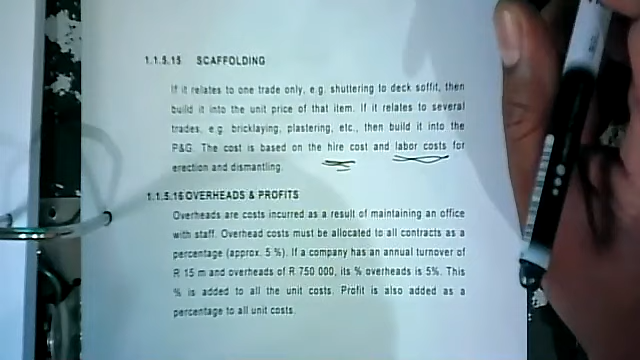 1.1.5.15 SCAFFOLDING
If it relates to one trade only, e.g. shuttering to deck soffit, then
build it into the unit price of that item. If it relates to several
trades, e.g. bricklaying, plastering, etc., then build it into the
P&G. The cost is based on the hire cost and labor costs for
erection and dismantling.
1.1.5.16 OVERHEADS & PROFITS
Overheads are costs incurred as a result of maintaining an office
with staff. Overhead costs must be allocated to all contracts as a
percentage (approx. 5 %). If a company has an annual turnover of
R 15 m and overheads of R 750 000, its % overheads is 5%. This
% is added to all the unit costs. Profit is also added as a
percentage to all unit costs.